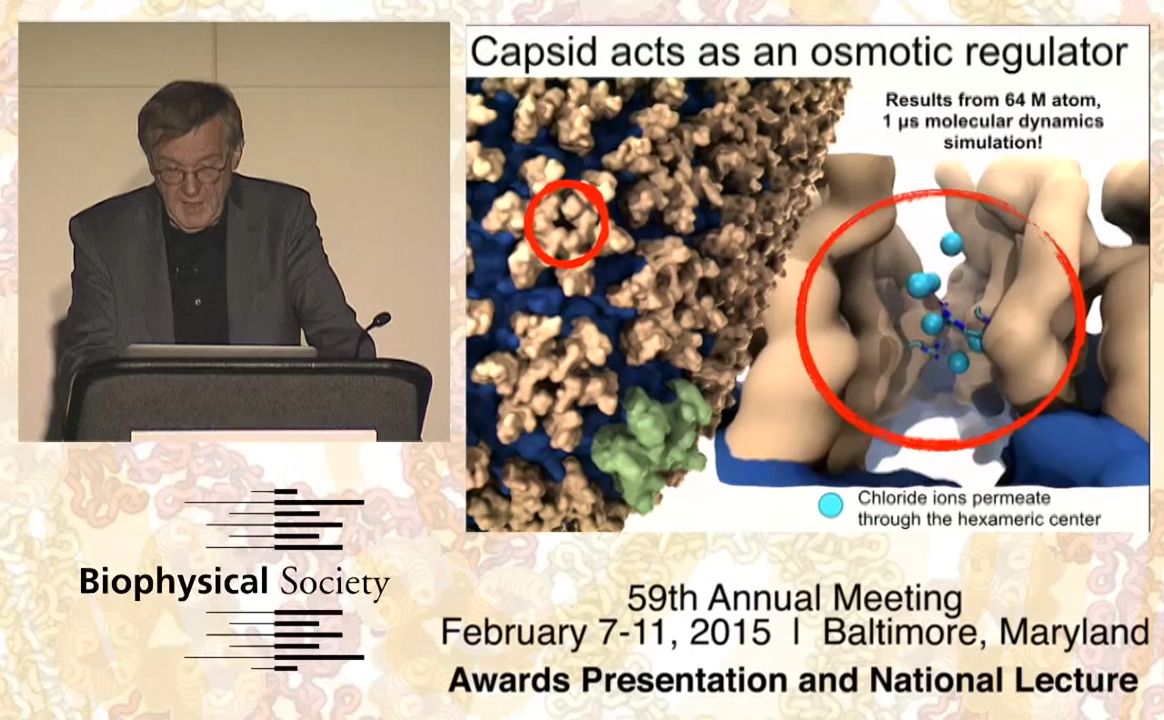 Capsid acts as an osmotic regulator
Results from 64 M atom,
1 µs molecular dynamics
simulation!
Chloride ions permeate
through the hexameric center
Biophysical Society
59th Annual Meeting
February 7-11, 2015 | Baltimore, Maryland
Awards Presentation and National Lecture